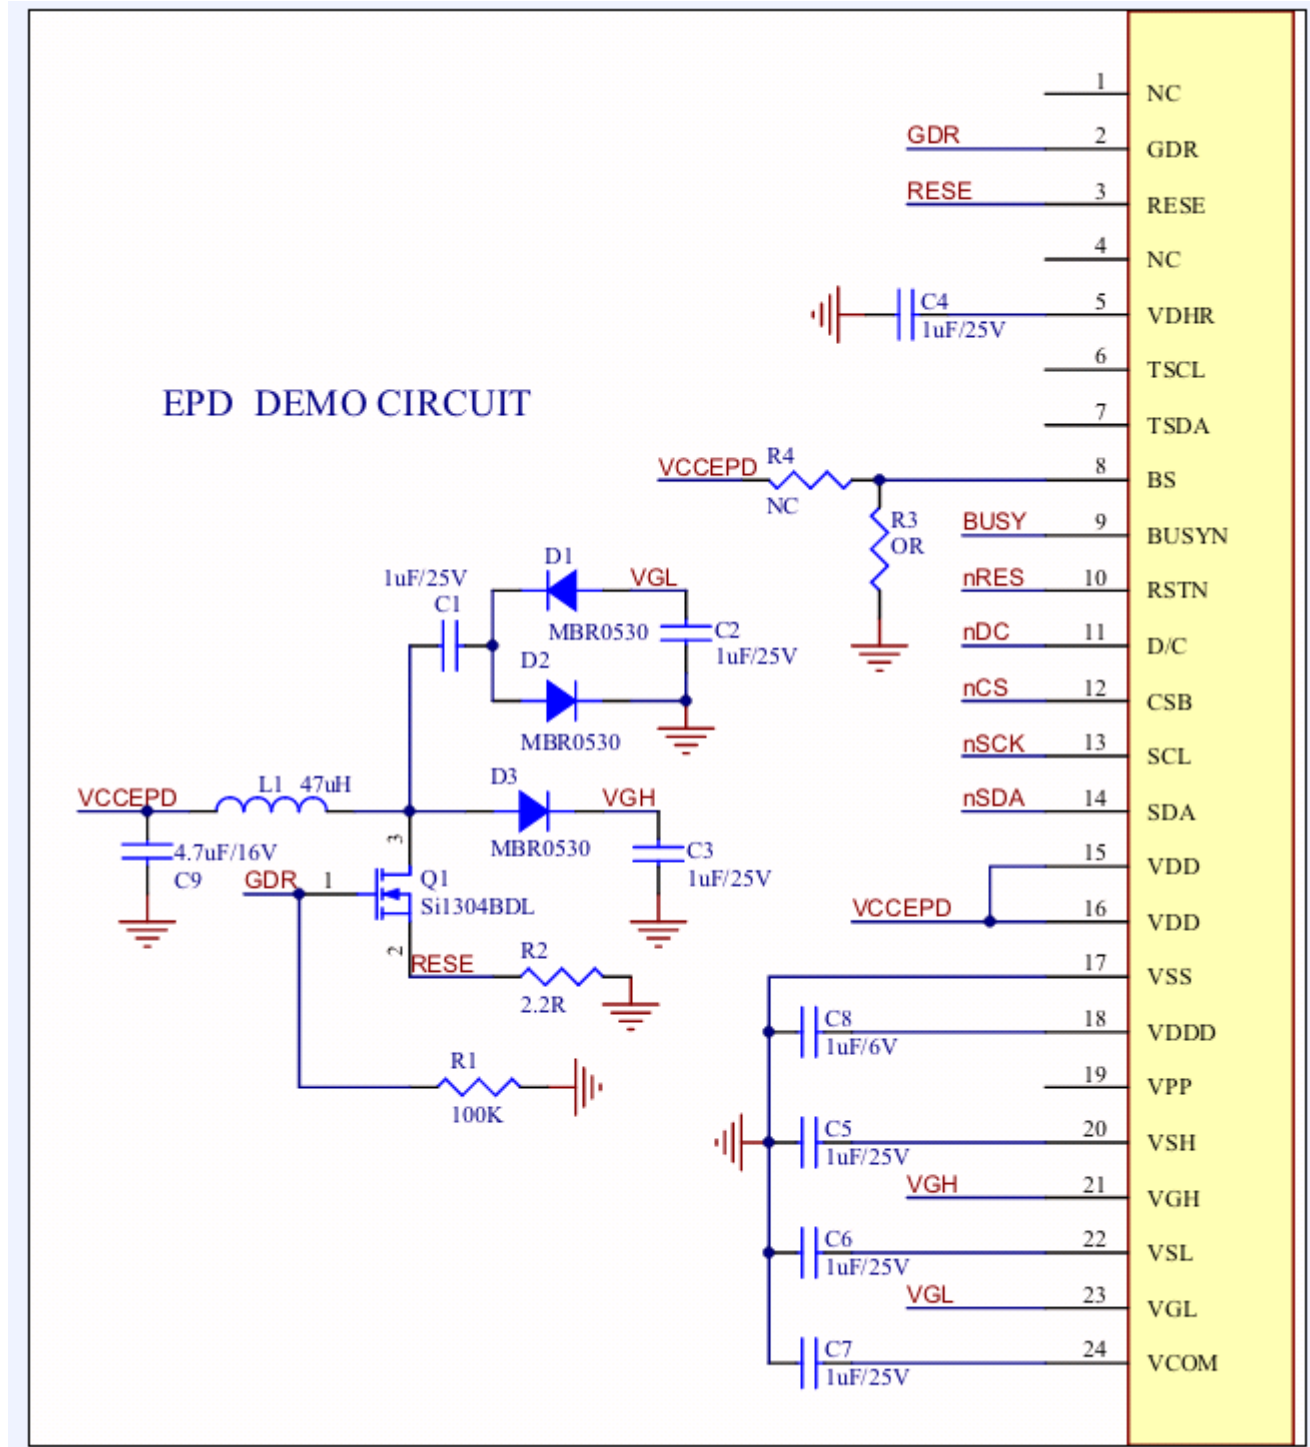 1 NC
GDR 2 GDR
RESE 3 RESE
4 NC
C4 5 VDHR
1uF/25V
6 TSCL
EPD DEMO CIRCUIT
7 TSDA
VCCEPD R4 8 BS
NC
R3
OR
BUSY 9 BUSYN
D1
1uF/25V VGL nRES 10 RSTN
C1
MBR0530 C2
1uF/25V
nDC 11 D/C
D2
nCS 12 CSB
MBR0530
nSCK 13 SCL
L1 47uH
D3
VCCEPD VGH nSDA 14 SDA
3
4.7uF/16V MBR0530 C3
1uF/25V
C9
15 VDD
GDR 1 Q1
Si1304BDL
VCCEPD 16 VDD
2
RESE R2
2.2R
17 VSS
C8 18 VDDD
1uF/6V
R1
100K
19 VPP
C5 20 VSH
1uF/25V
VGH 21 VGH
C6 22 VSL
1uF/25V
VGL 23 VGL
C7 24 VCOM
1uF/25V